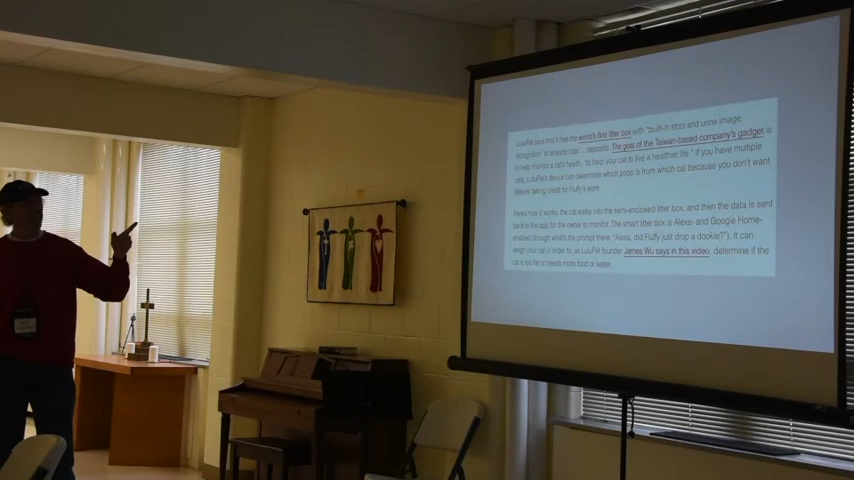 LuluPet says that it has the world's first litter box with "built-in stool and urine image
recognition" to analyze cats'... deposits. The goal of the Taiwan-based company's gadget is
to help monitor a cat's health, "to help your cat to live a healthier life." If you have multiple
cats, LuluPet's device can determine which poop is from which cat because you don't want
Mittens taking credit for Fluffy's work.
Here's how it works: the cat walks into the semi-enclosed litter box, and then the data is sent
back to the app for the owner to monitor. The smart litter box is Alexa- and Google Home-
enabled (though what's the prompt there: "Alexa, did Fluffy just drop a dookie?"). It can
weigh your cat in order to, as LuluPet founder James Wu says in this video, determine if the
cat is too fat or needs more food or water.